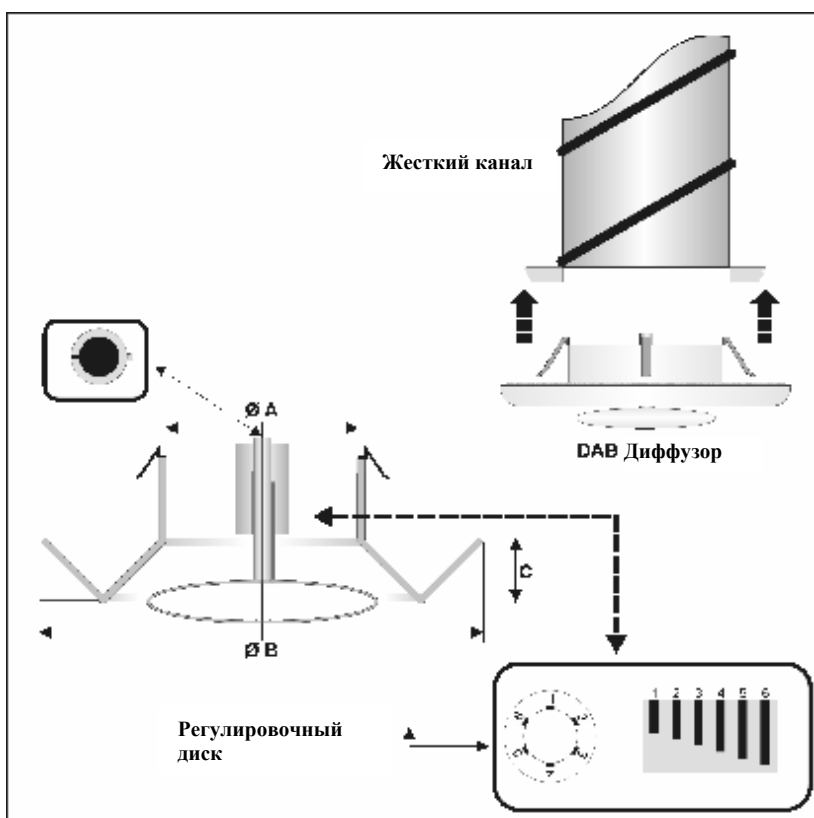 Жесткий канал
DAB Диффузор
Ø A
C
Ø B
Регулировочный
диск
1 2 3 4 5 6